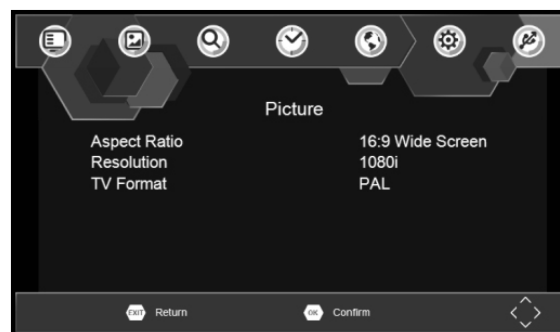 Picture
Aspect Ratio 16:9 Wide Screen
Resolution 1080i
TV Format PAL
EXIT Return OK Confirm